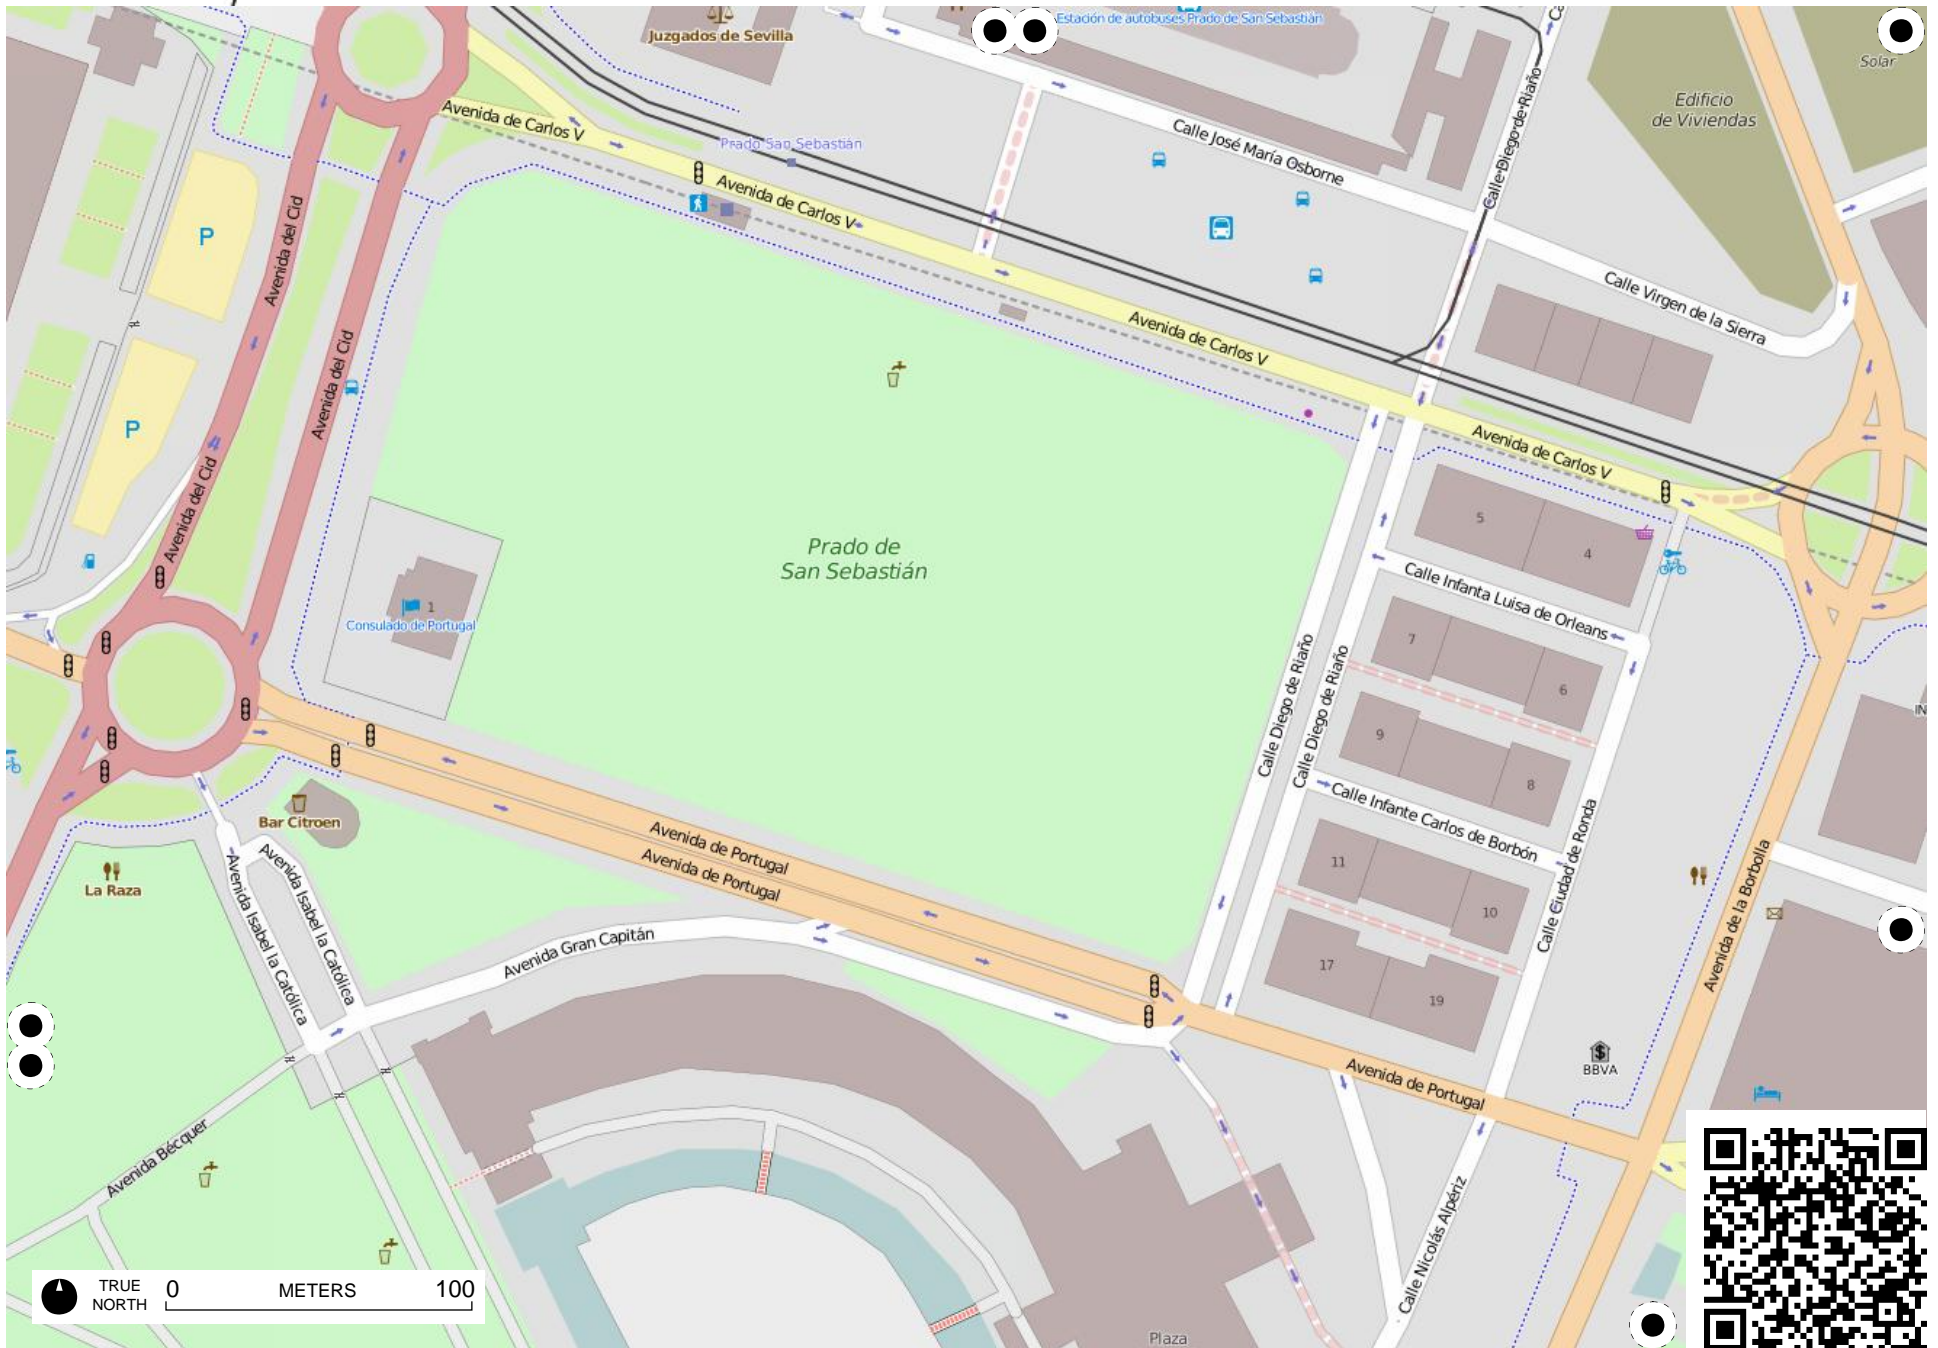 Juzgados de Sevilla
Estación de autobuses Prado de San Sebastián
Solar
Edificio
de Viviendas
Avenida de Carlos V
Prado San Sebastián
Calle José María Osborne
Calle Diego de Riaño
Avenida de Carlos V
P
Avenida del Cid
Calle Virgen de la Sierra
Avenida de Carlos V
Avenida del Cid
P
Avenida de Carlos V
Avenida del Cid
5
4
Prado de
San Sebastián
Calle Infanta Luisa de Orleans
1
Consulado de Portugal
7
6
Calle Diego de Riaño
Calle Diego de Riaño
IN
9
8
Calle Infante Carlos de Borbón
Bar Citroen
Avenida de Portugal
Avenida de Portugal
11
10
Calle Ciudad de Ronda
Avenida de la Borbolla
La Raza
Avenida Isabel la Católica
Avenida Isabel la Católica
Avenida Gran Capitán
17
19
BBVA
Avenida de Portugal
Avenida Bécquer
Calle Nicolás Alpériz
TRUE
NORTH
0 METERS 100
Plaza